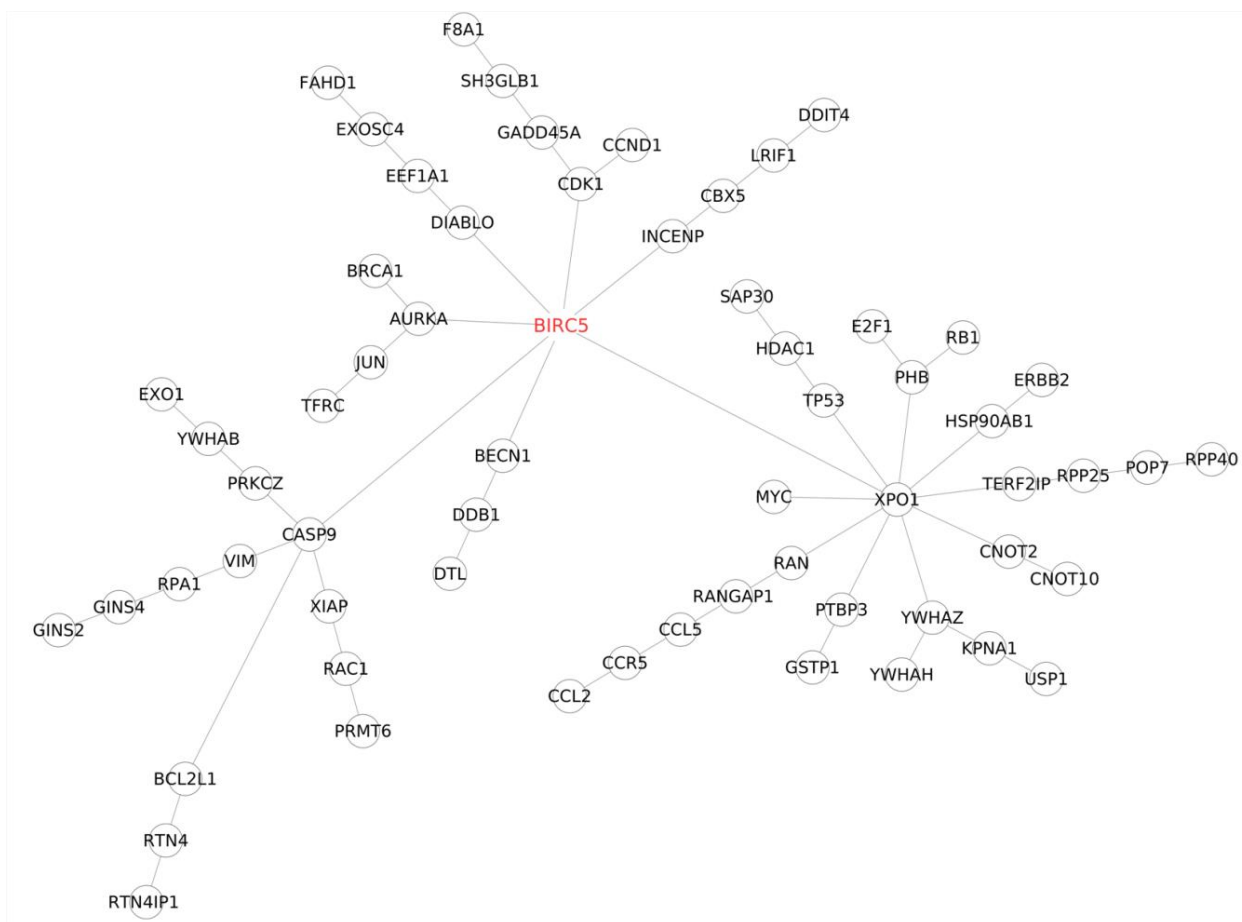 F8A1
FAHD1
SH3GLB1
DDIT4
EXOSC4
GADD45A
CCND1
LRIF1
EEF1A1
CDK1
CBX5
DIABLO
INCENP
BRCA1
SAP30
AURKA
BIRC5
E2F1
RB1
HDAC1
JUN
PHB
ERBB2
EXO1
TFRC
TP53
HSP90AB1
YWHAB
BECN1
RPP40
PRKCZ
TERF2IP
RPP25
POP7
MYC
XPO1
DDB1
CASP9
CNOT2
VIM
DTL
RAN
CNOT10
RPA1
RANGAP1
GINS4
XIAP
PTBP3
YWHAZ
GINS2
CCL5
KPNA1
CCR5
GSTP1
YWHAH
USP1
RAC1
CCL2
PRMT6
BCL2L1
RTN4
RTN4IP1